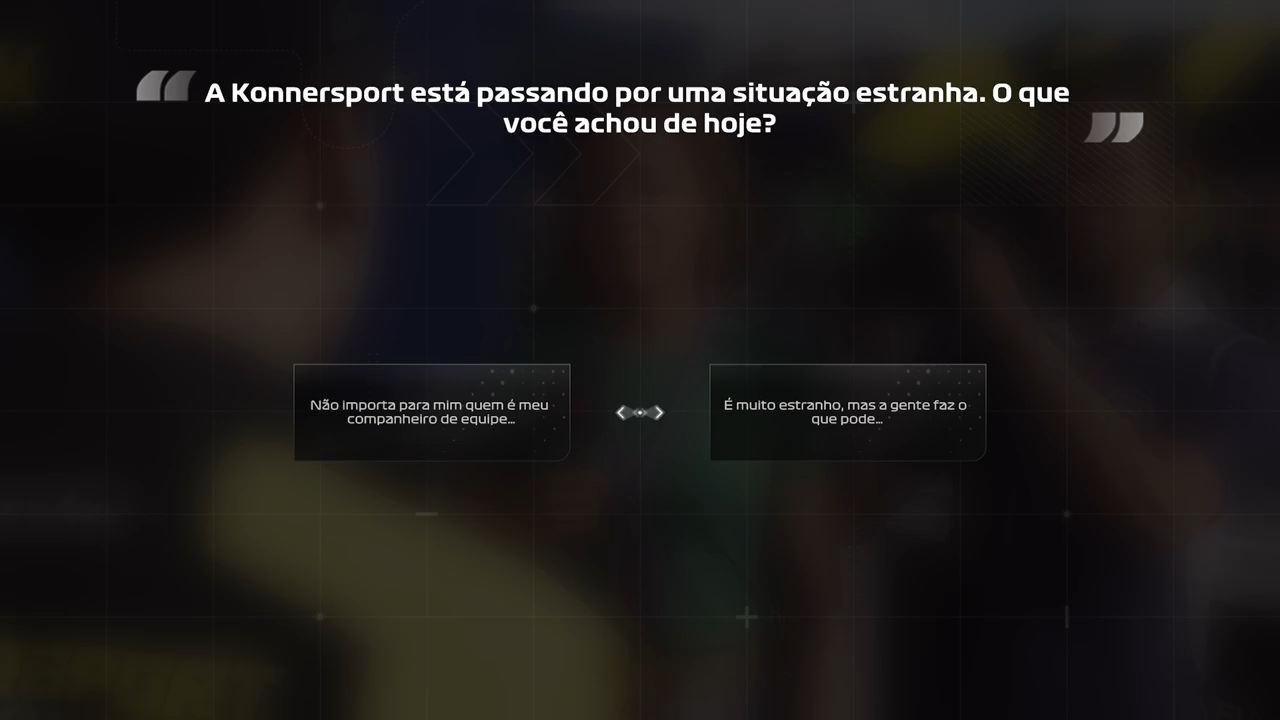 A Konnersport está passando por uma situação estranha. O que
você achou de hoje?
Não importa para mim quem é meu
companheiro de equipe...
É muito estranho, mas a gente faz o
que pode...